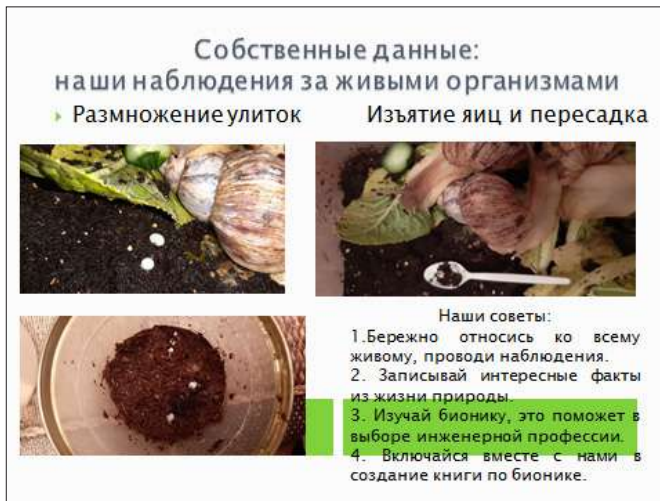 Собственные данные:
наши наблюдения за живыми организмами
Размножение улиток
Изъятие яиц и пересадка
Наши советы:
1.Бережно относись ко всему
живому, проводи наблюдения.
2. Записывай интересные факты
из жизни природы.
3. Изучай бионику, это поможет в
выборе инженерной профессии.
4. Включайся вместе с нами в
создание книги по бионике.